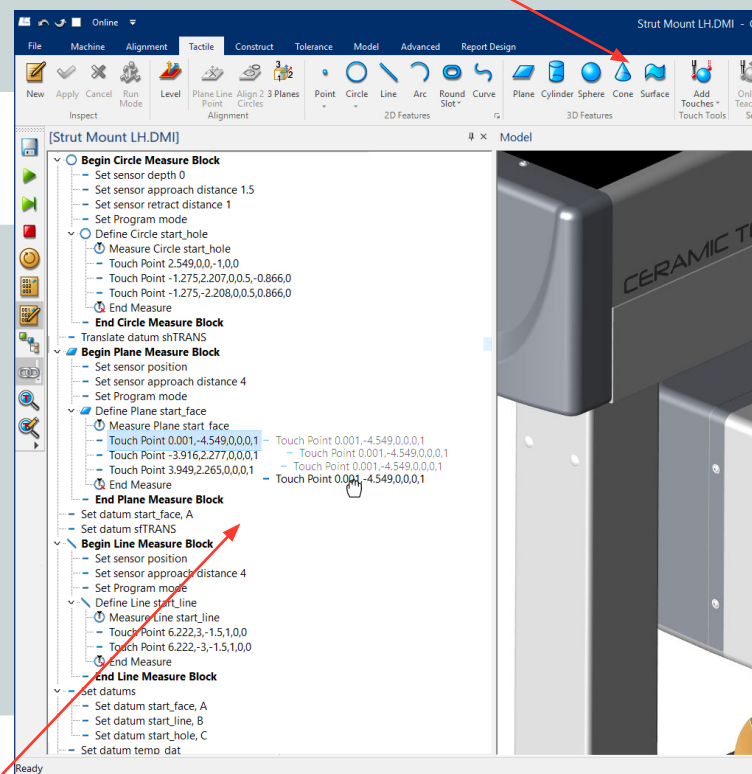 Online
Strut Mount LH.DMI -
File Machine Alignment Tactile Construct Tolerance Model Advanced Report Design
New Apply Cancel Run Mode Level Plane Line Point Align 2 Circles 3 Planes Point Circle Line Arc Round Slot Curve Plane Cylinder Sphere Cone Surface Add Touches
Inspect Alignment 2D Features 3D Features Touch Tools
[Strut Mount LH.DMI]
Model
Begin Circle Measure Block
Set sensor depth 0
Set sensor approach distance 1.5
Set sensor retract distance 1
Set Program mode
Define Circle start_hole
Measure Circle start_hole
Touch Point 2.549,0,0,-1,0,0
Touch Point -1.275,2.207,0,0.5,-0.866,0
Touch Point -1.275,-2.208,0,0.5,0.866,0
End Measure
End Circle Measure Block
Translate datum shTRANS
Begin Plane Measure Block
Set sensor position
Set sensor approach distance 4
Set Program mode
Define Plane start_face
Measure Plane start_face
Touch Point 0.001,-4.549,0,0,0,1 Touch Point 0.001,-4.549,0,0,0,1
Touch Point -3.916,2.277,0,0,0,1 Touch Point 0.001,-4.549,0,0,0,1
Touch Point 3.949,2.265,0,0,0,1 Touch Point 0.001,-4.549,0,0,0,1
End Measure Touch Point 0.001,-4.549,0,0,0,1
End Plane Measure Block
Set datum start_face, A
Set datum sfTRANS
Begin Line Measure Block
Set sensor position
Set sensor approach distance 4
Set Program mode
Define Line start_line
Measure Line start_line
Touch Point 6.222,3,-1.5,1,0,0
Touch Point 6.222,-3,-1.5,1,0,0
End Measure
End Line Measure Block
Set datums
Set datum start_face, A
Set datum start_line, B
Set datum start_hole, C
Set datum temp_dat
CERAMIC
Ready